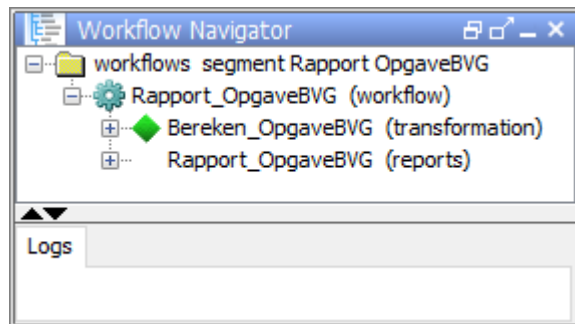 Workflow Navigator
workflows segment Rapport OpgaveBVG
Rapport_OpgaveBVG (workflow)
Bereken_OpgaveBVG (transformation)
Rapport_OpgaveBVG (reports)
Logs